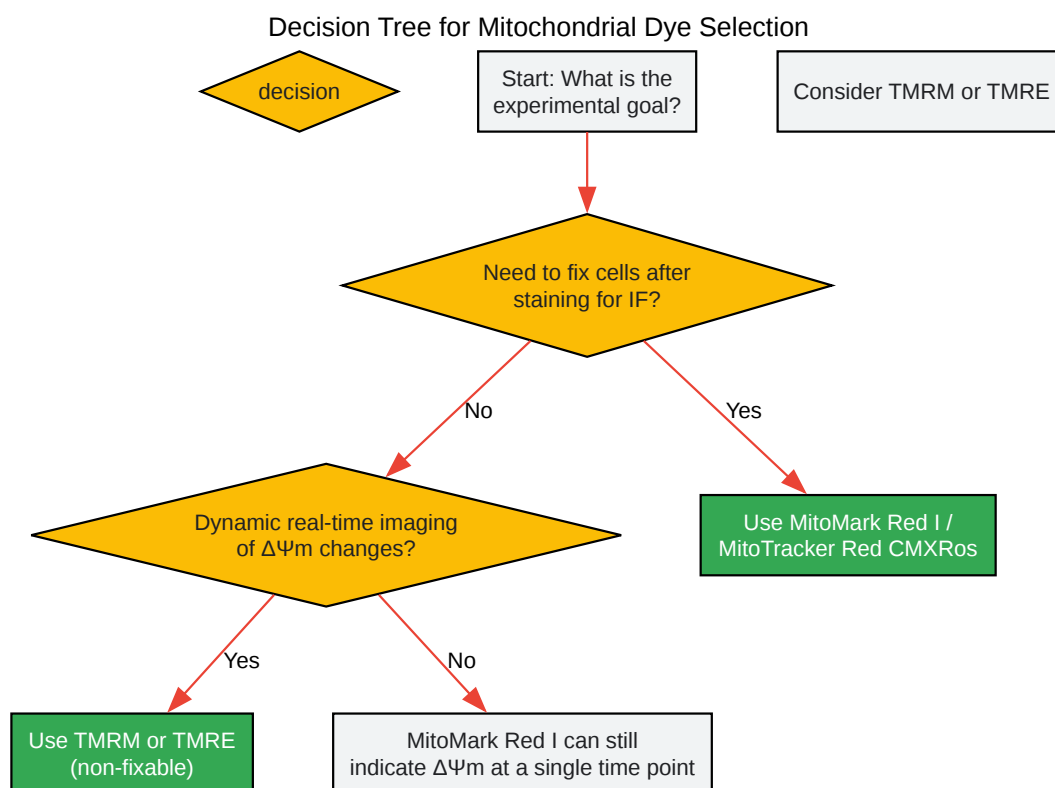 Decision Tree for Mitochondrial Dye Selection
decision
Start: What is the
experimental goal?
Consider TMRM or TMRE
Need to fix cells after
staining for IF?
No
Yes
Dynamic real-time imaging
of ΔΨm changes?
Use MitoMark Red I /
MitoTracker Red CMXRos
Yes
No
Use TMRM or TMRE
(non-fixable)
MitoMark Red I can still
indicate ΔΨm at a single time point